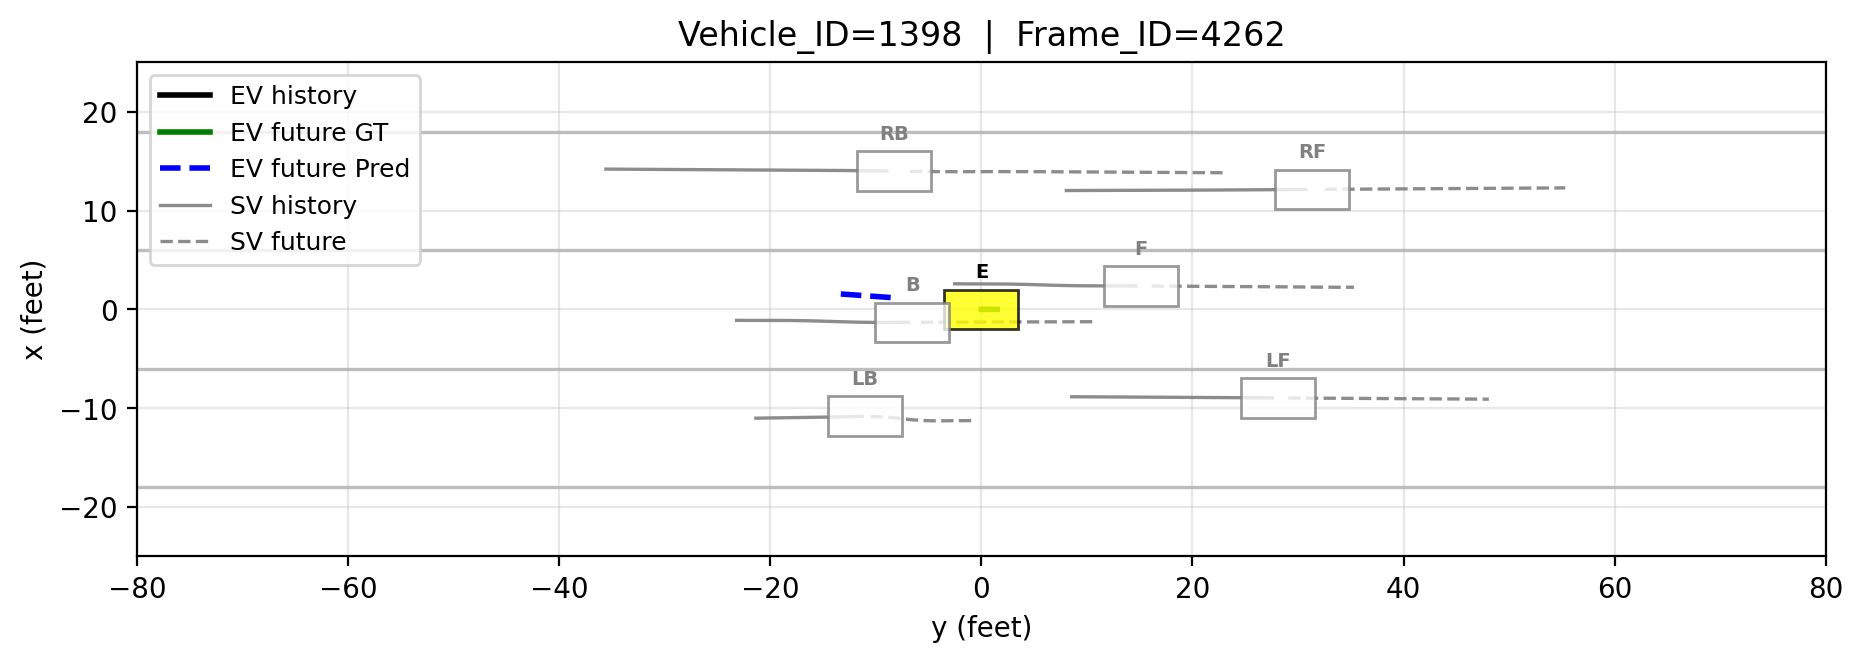 Vehicle_ID=1398 | Frame_ID=4262
EV history
EV future GT
EV future Pred
SV history
SV future
RB
RF
F
E
B
LB
LF
20
10
0
−10
−20
x (feet)
−80
−60
−40
−20
0
20
40
60
80
y (feet)